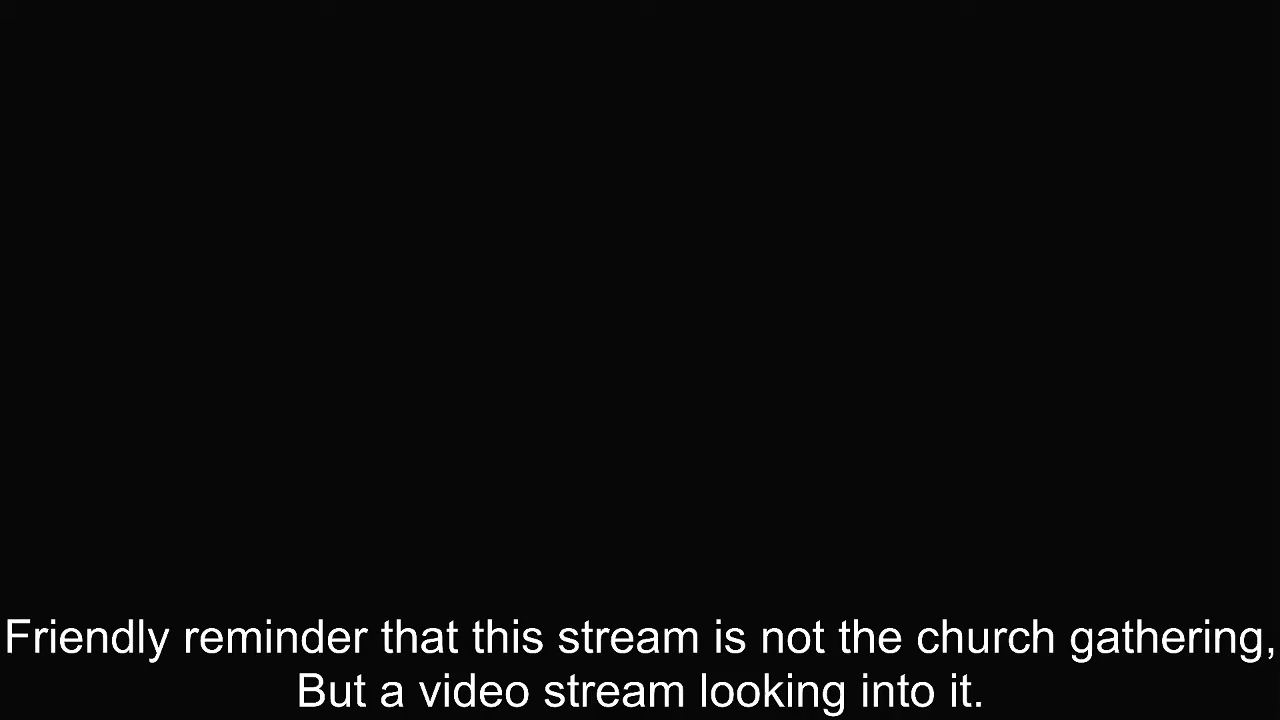 Friendly reminder that this stream is not the church gathering,
But a video stream looking into it.